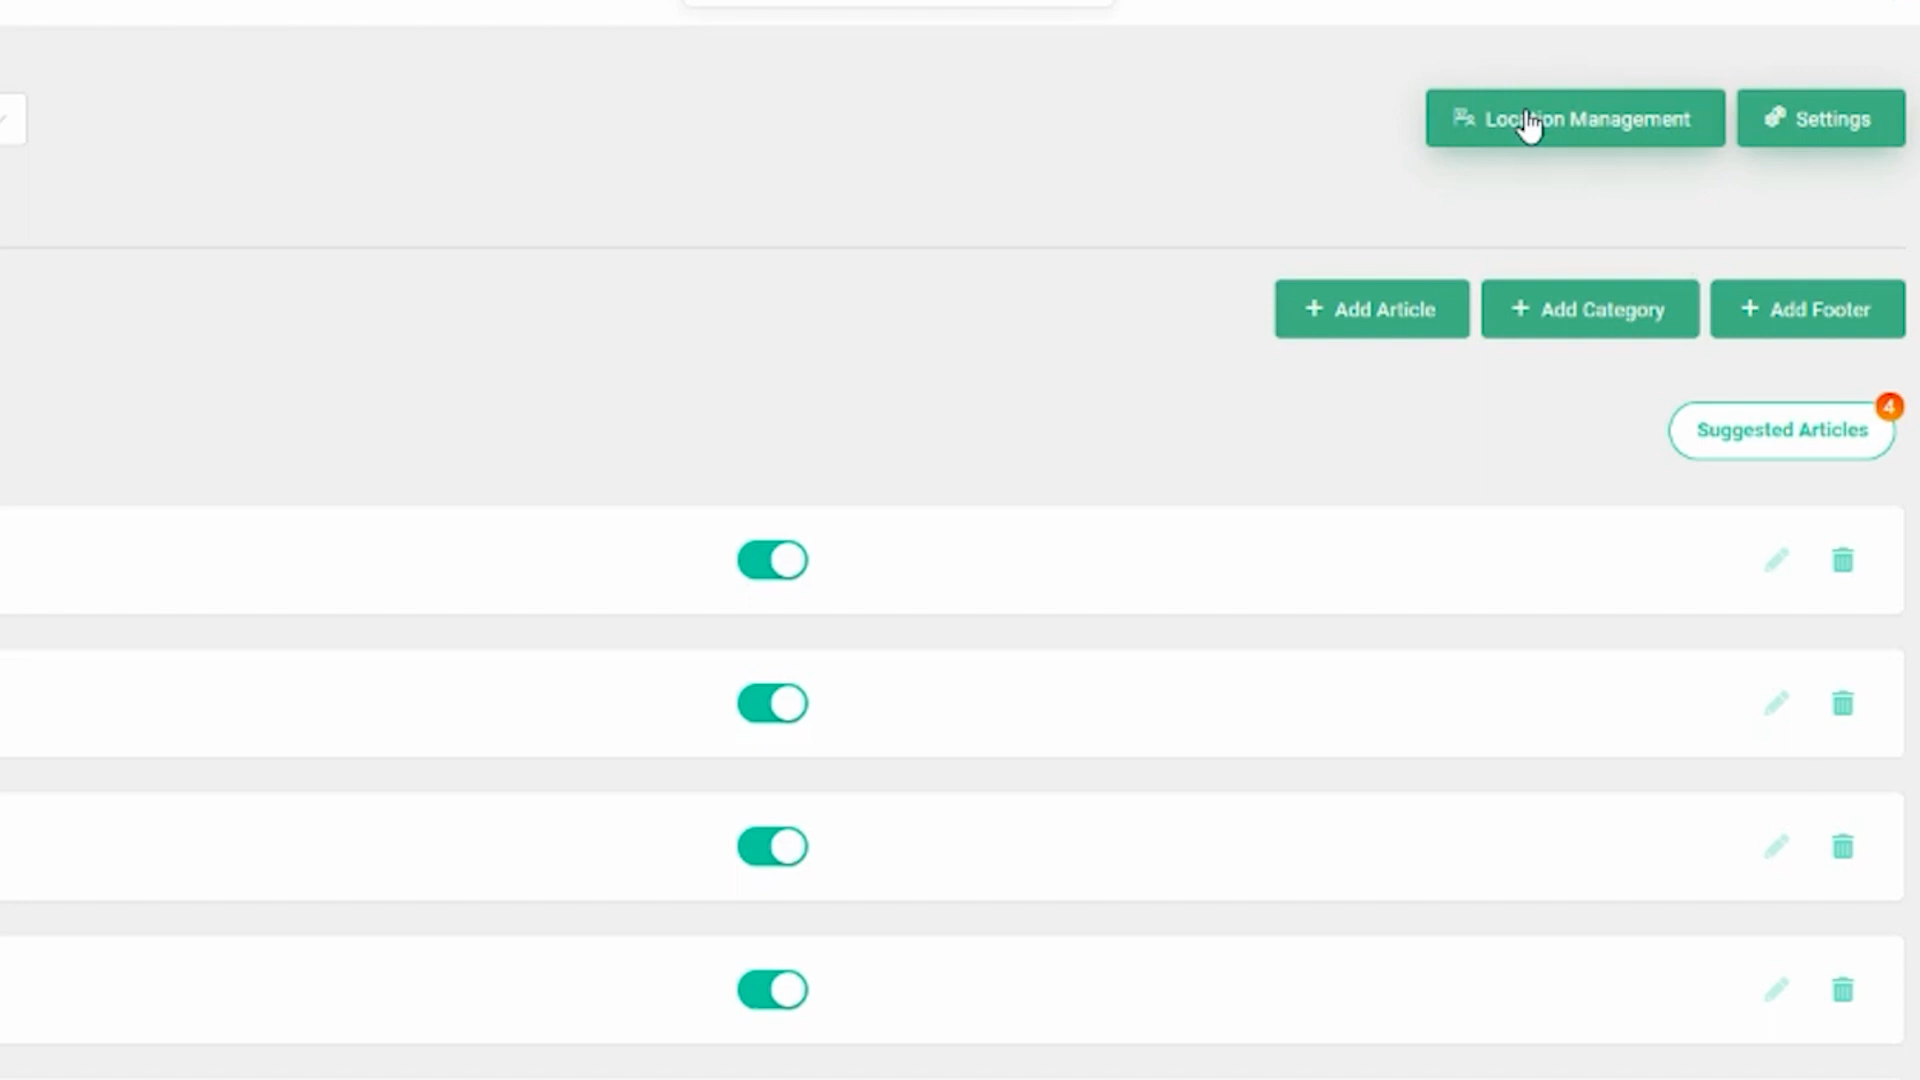 Location Management
Settings
+ Add Article
+ Add Category
+ Add Footer
4
Suggested Articles